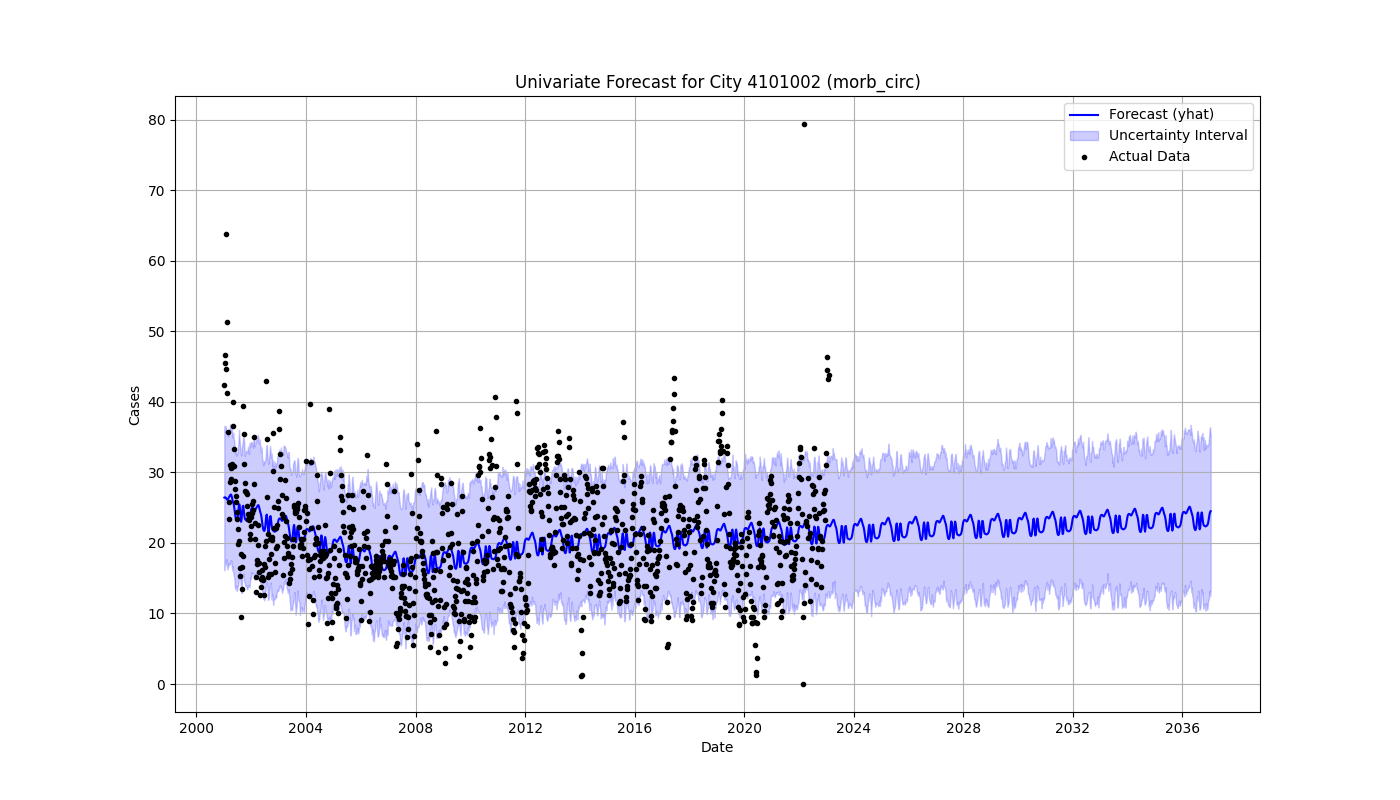 Univariate Forecast for City 4101002 (morb_circ)
Forecast (yhat)
Uncertainty Interval
Actual Data
Cases
80
70
60
50
40
30
20
10
0
2000 2004 2008 2012 2016 2020 2024 2028 2032 2036
Date